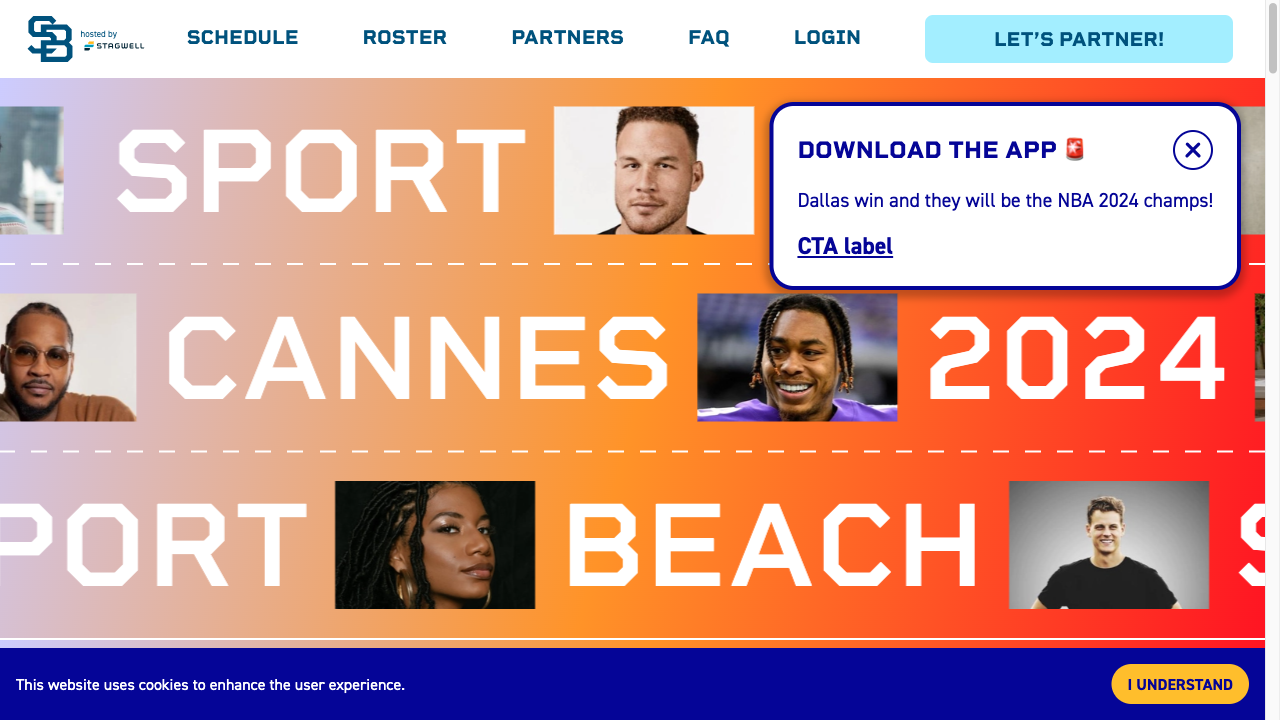 SB hosted by STAGWELL
SCHEDULE
ROSTER
PARTNERS
FAQ
LOGIN
LET’S PARTNER!
SPORT
DOWNLOAD THE APP 🚨
Dallas win and they will be the NBA 2024 champs!
CTA label
CANNES 2024
PORT BEACH S
This website uses cookies to enhance the user experience.
I UNDERSTAND